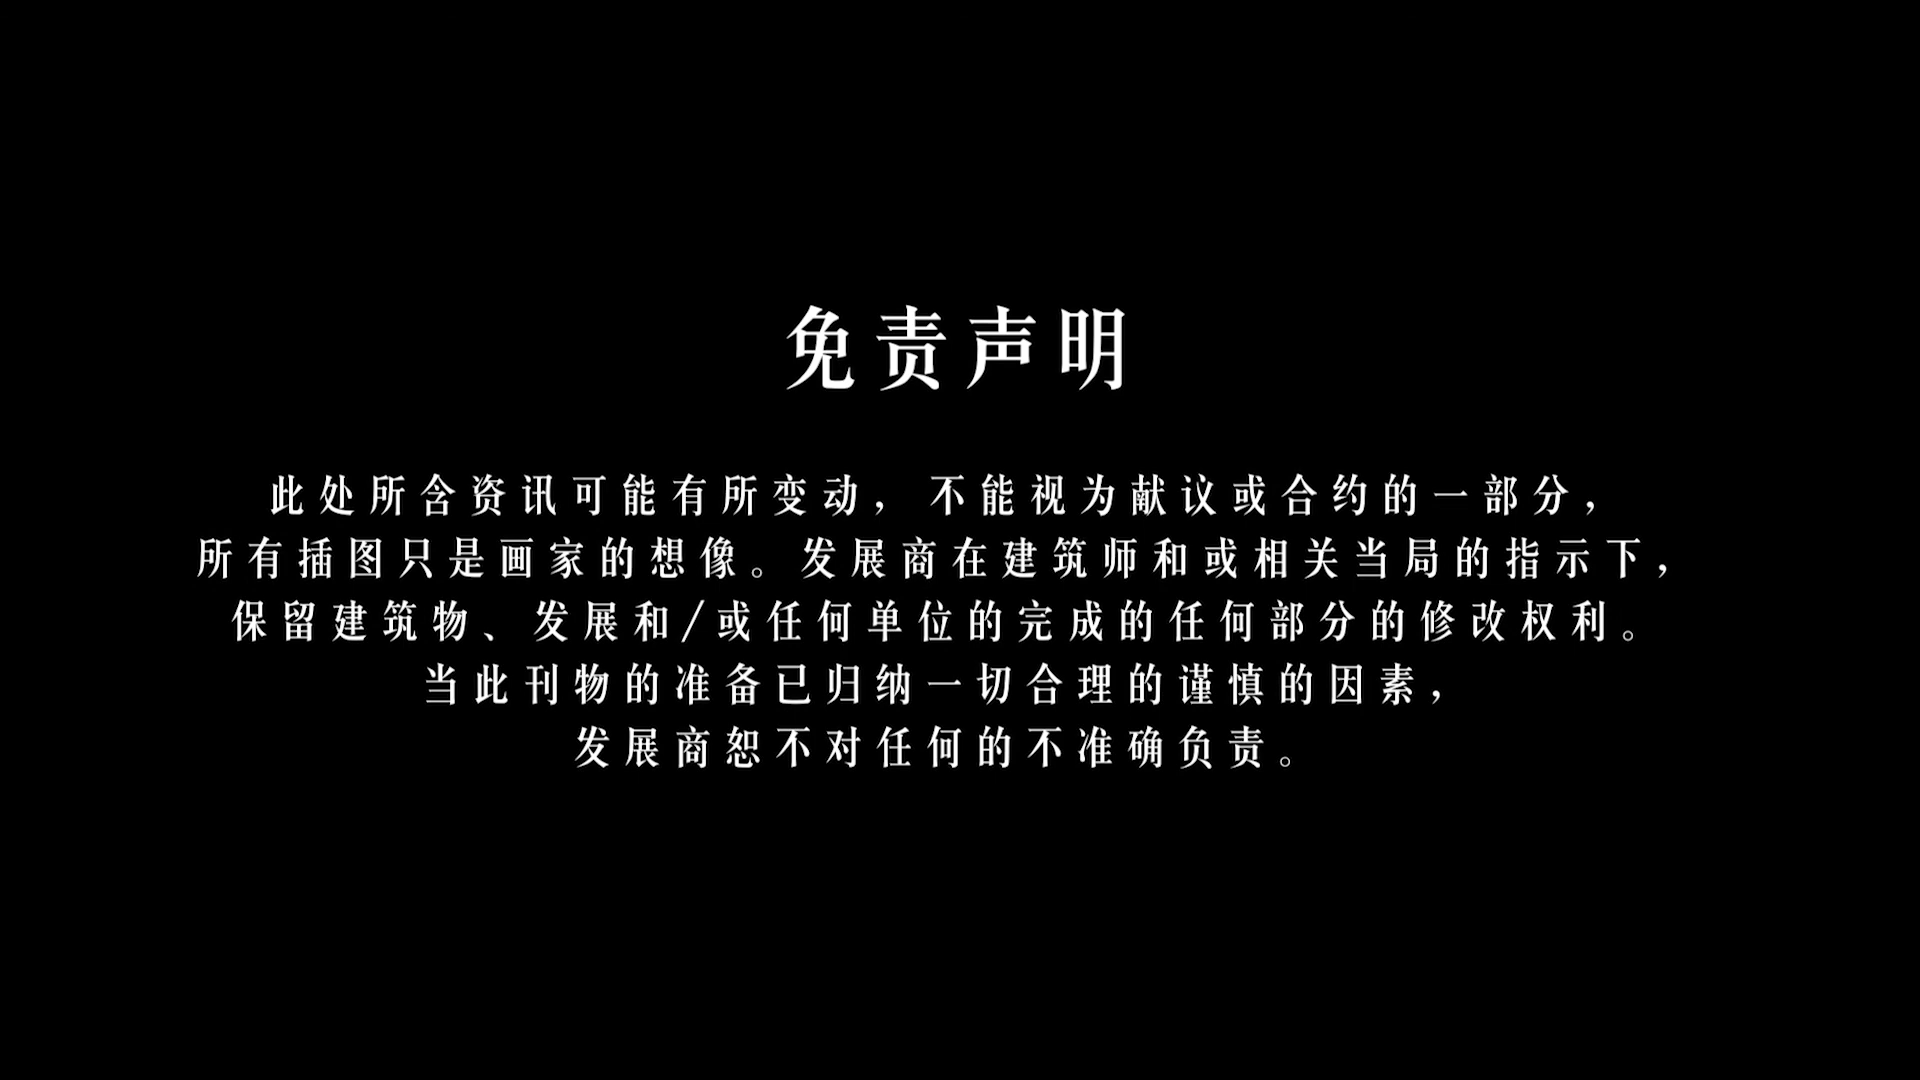 免责声明
此处所含资讯可能有所变动，不能视为献议或合约的一部分，
所有插图只是画家的想像。发展商在建筑师和或相关当局的指示下，
保留建筑物、发展和/或任何单位的完成的任何部分的修改权利。
当此刊物的准备已归纳一切合理的谨慎的因素，
发展商恕不对任何的不准确负责。